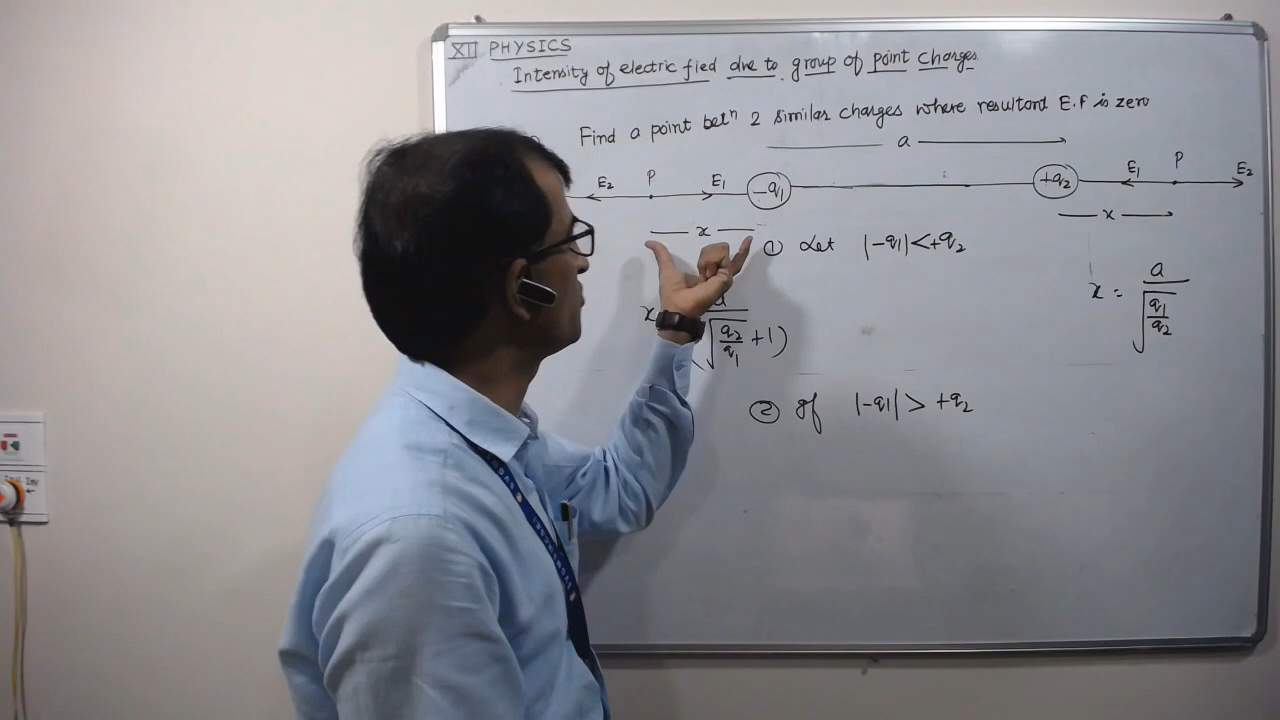 XII PHYSICS
Intensity of electric fied due to group of point charges
Find a point betⁿ 2 similar charges where resultand E.F is zero
a
E₂ P E₁ -q₁ +q₂ E₁ P E₂
x
x
① Let |-q₁| < +q₂
x = a / √(q₁/q₂)
x a / (√(q₂/q₁) + 1)
② If |-q₁| > +q₂